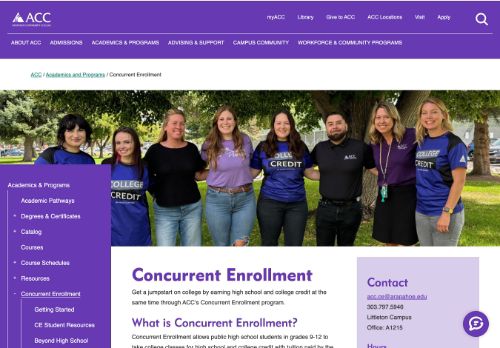 ACC
myACC
Library
Give to ACC
ACC Locations
Visit
Apply
ABOUT ACC
ADMISSIONS
ACADEMICS & PROGRAMS
ADVISING & SUPPORT
CAMPUS COMMUNITY
WORKFORCE & COMMUNITY PROGRAMS
ACC / Academics and Programs / Concurrent Enrollment
COLLEGE
CREDIT
COLLEGE
CREDIT
COLLEGE
CREDIT
Academics & Programs
Academic Pathways
Degrees & Certificates
Catalog
Courses
Course Schedules
Resources
Concurrent Enrollment
Getting Started
CE Student Resources
Beyond High School
Concurrent Enrollment
Get a jumpstart on college by earning high school and college credit at the
same time through ACC's Concurrent Enrollment program.
What is Concurrent Enrollment?
Concurrent Enrollment allows public high school students in grades 9-12 to
take college classes for high school and college credit with tuition paid by the
Contact
acc.ce@arapahoe.edu
303.797.5946
Littleton Campus
Office: A1215
Hours